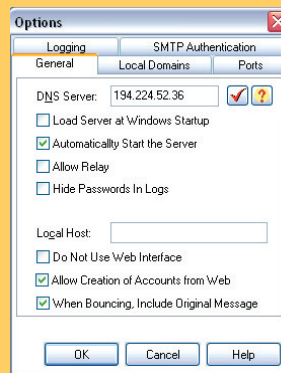 Options
Logging SMTP Authentication
General Local Domains Ports
DNS Server: 194.224.52.36
Load Server at Windows Startup
Automatically Start the Server
Allow Relay
Hide Passwords In Logs
Local Host:
Do Not Use Web Interface
Allow Creation of Accounts from Web
When Bouncing, Include Original Message
OK Cancel Help